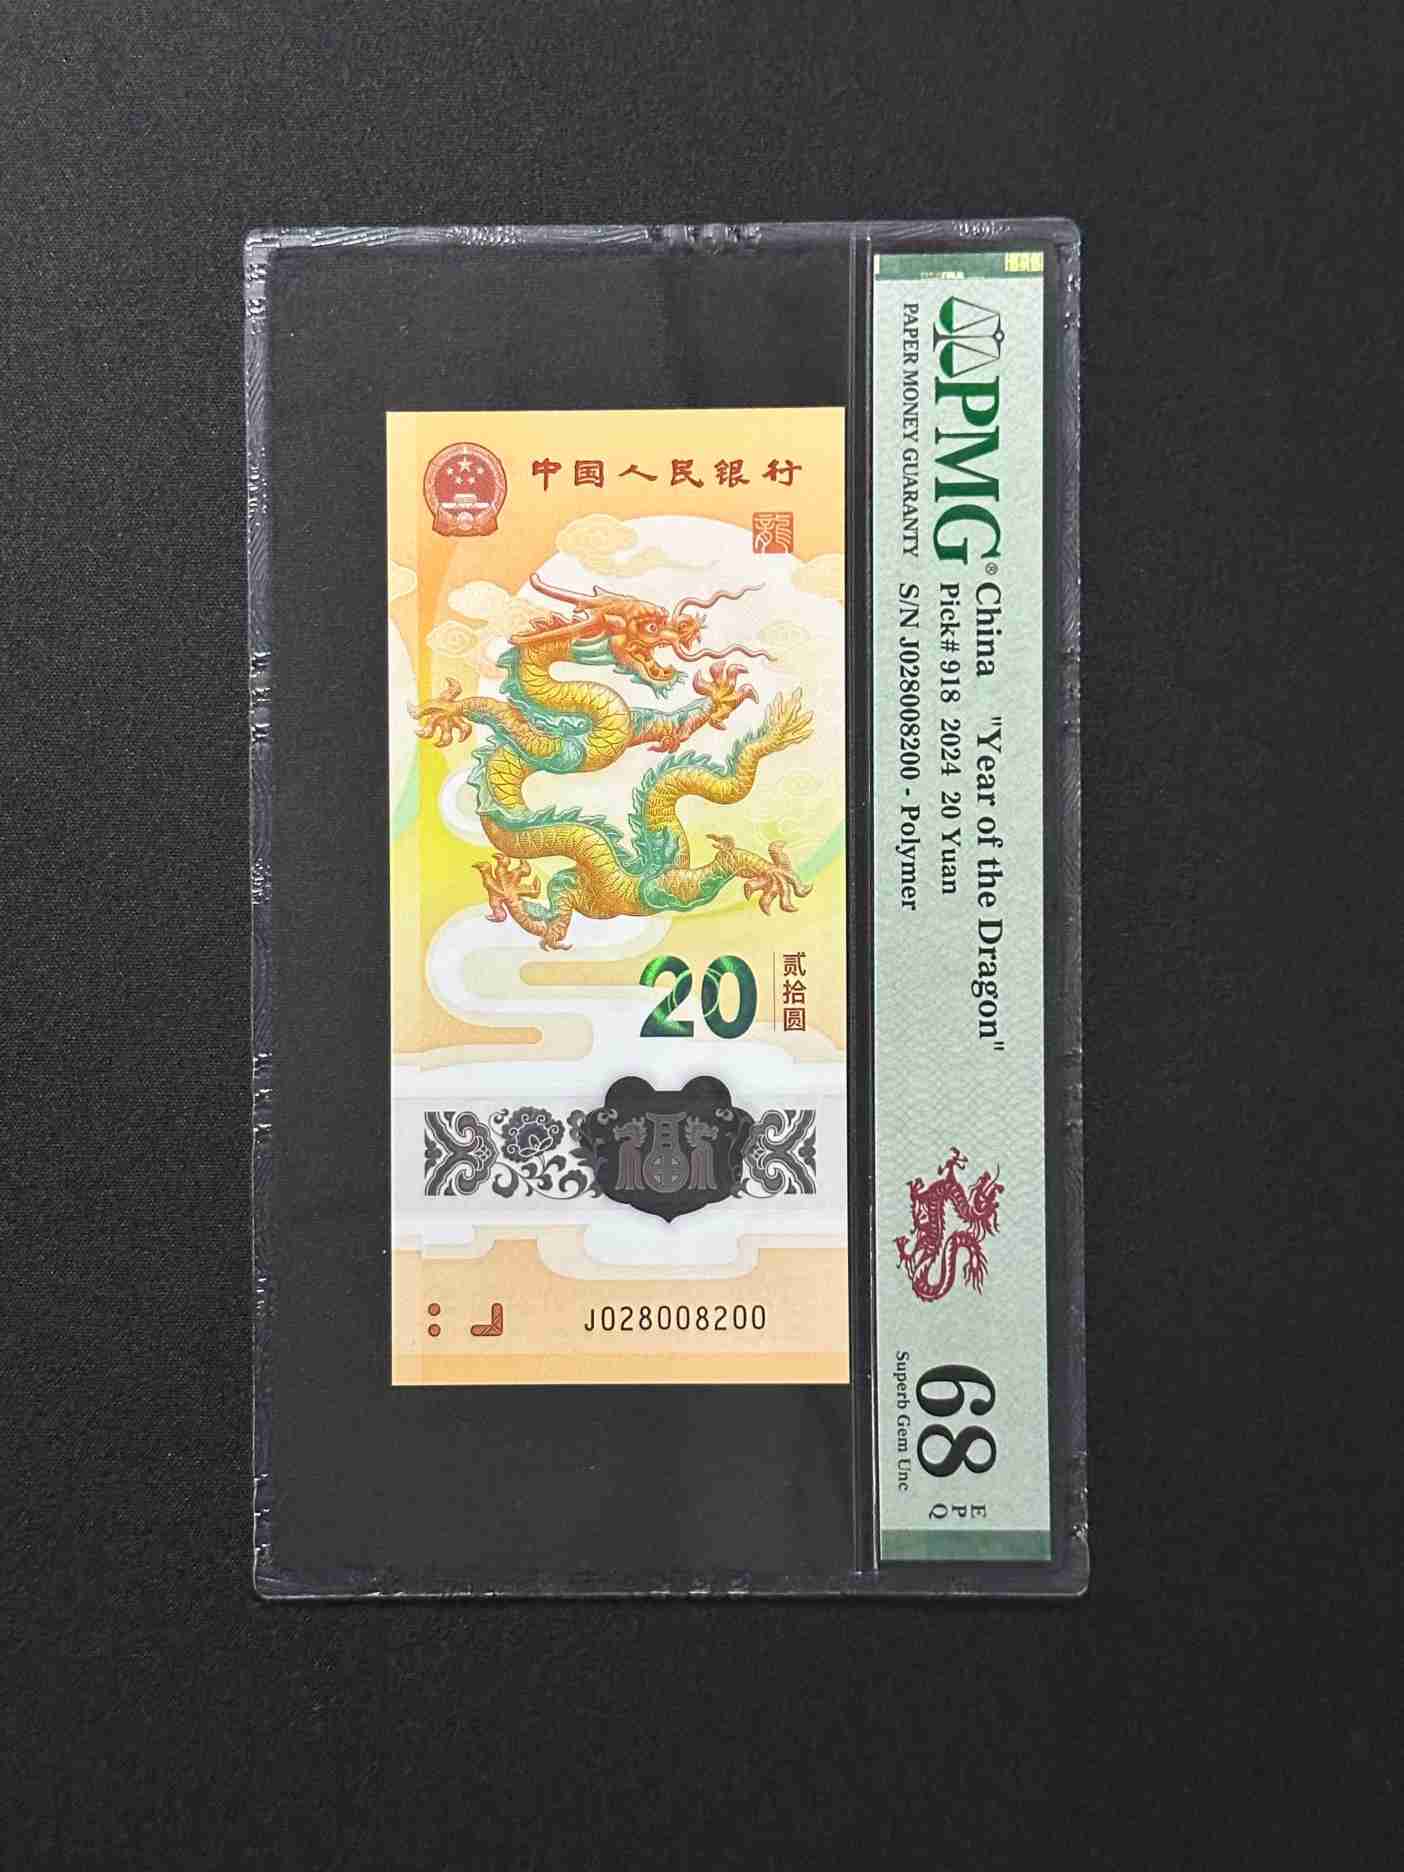 中国人民银行
龍
20
贰拾圆
J028008200
PMG®
PAPER MONEY GUARANTY
China "Year of the Dragon"
Pick# 918 2024 20 Yuan
S/N J028008200 - Polymer
68
EPQ
Superb Gem Unc